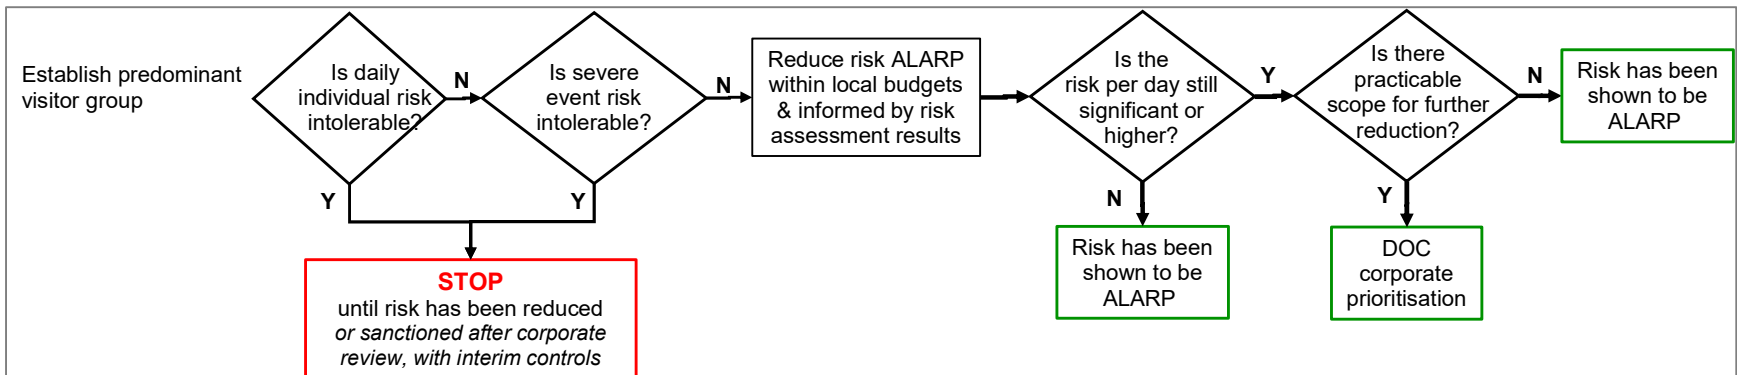 Establish predominant
visitor group
Is daily
individual risk
intolerable?
N
Y
Is severe
event risk
intolerable?
N
Y
STOP
until risk has been reduced
or sanctioned after corporate
review, with interim controls
Reduce risk ALARP
within local budgets
& informed by risk
assessment results
Is the
risk per day still
significant or
higher?
Y
N
Risk has been
shown to be
ALARP
Is there
practicable
scope for further
reduction?
N
Y
DOC
corporate
prioritisation
Risk has been
shown to be
ALARP